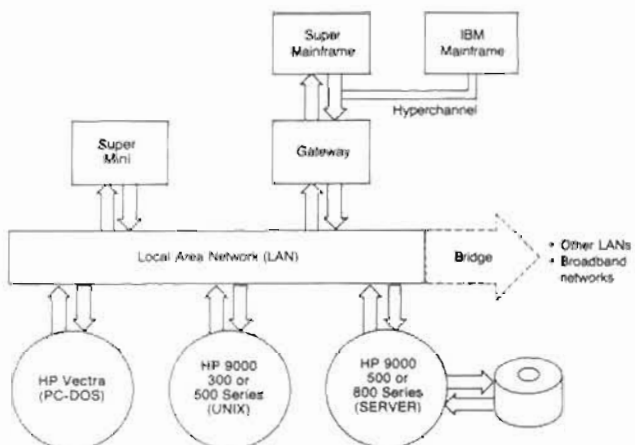 Super
Mainframe
IBM
Mainframe
Hyperchannel
Super
Mini
Gateway
Local Area Network (LAN)
Bridge
• Other LANs
• Broadband
networks
HP Vectra
(PC-DOS)
HP 9000
300 or
500 Series
(UNIX)
HP 9000
500 or
800 Series
(SERVER)